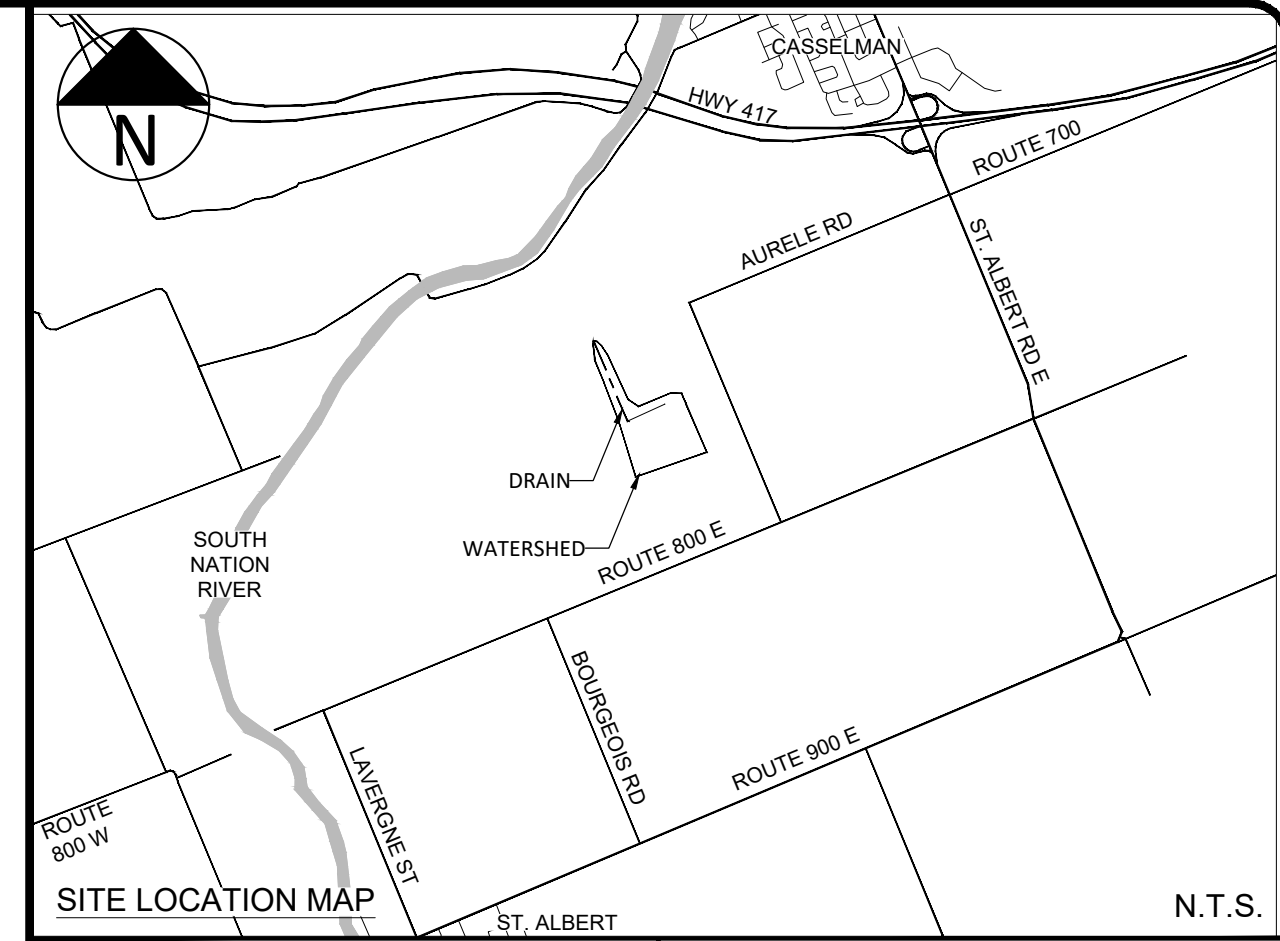 CASSELMAN
HWY 417
N
ROUTE 700
AURELE RD
ST. ALBERT RD E
DRAIN
WATERSHED
SOUTH
NATION
RIVER
ROUTE 800 E
BOURGEOIS RD
LAVERGNE ST
ROUTE 900 E
ROUTE
800 W
SITE LOCATION MAP
ST. ALBERT
N.T.S.